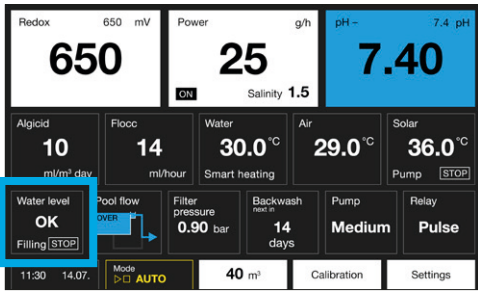 Redox 650 mV
650
Power g/h
25
ON Salinity 1.5
pH – 7.4 pH
7.40
Algicid
10
ml/m³ day
Flocc
14
ml/hour
Water
30.0°C
Smart heating
Air
29.0°C
Solar
36.0°C
Pump STOP
Water level
OK
Filling STOP
Pool flow
OVER
Filter
pressure
0.90 bar
Backwash
next in
14
days
Pump
Medium
Relay
Pulse
11:30 14.07.
Mode
AUTO
40 m³
Calibration
Settings